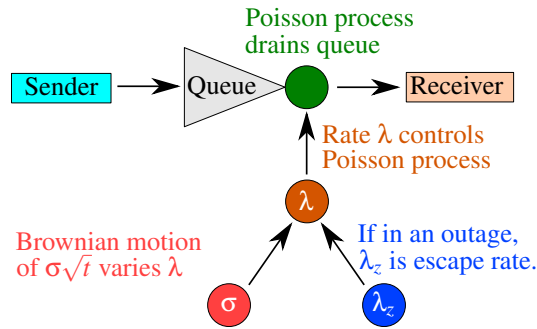 Poisson process
drains queue
Sender
Queue
Receiver
Rate λ controls
Poisson process
λ
Brownian motion
of σ√t varies λ
If in an outage,
λz is escape rate.
σ
λz